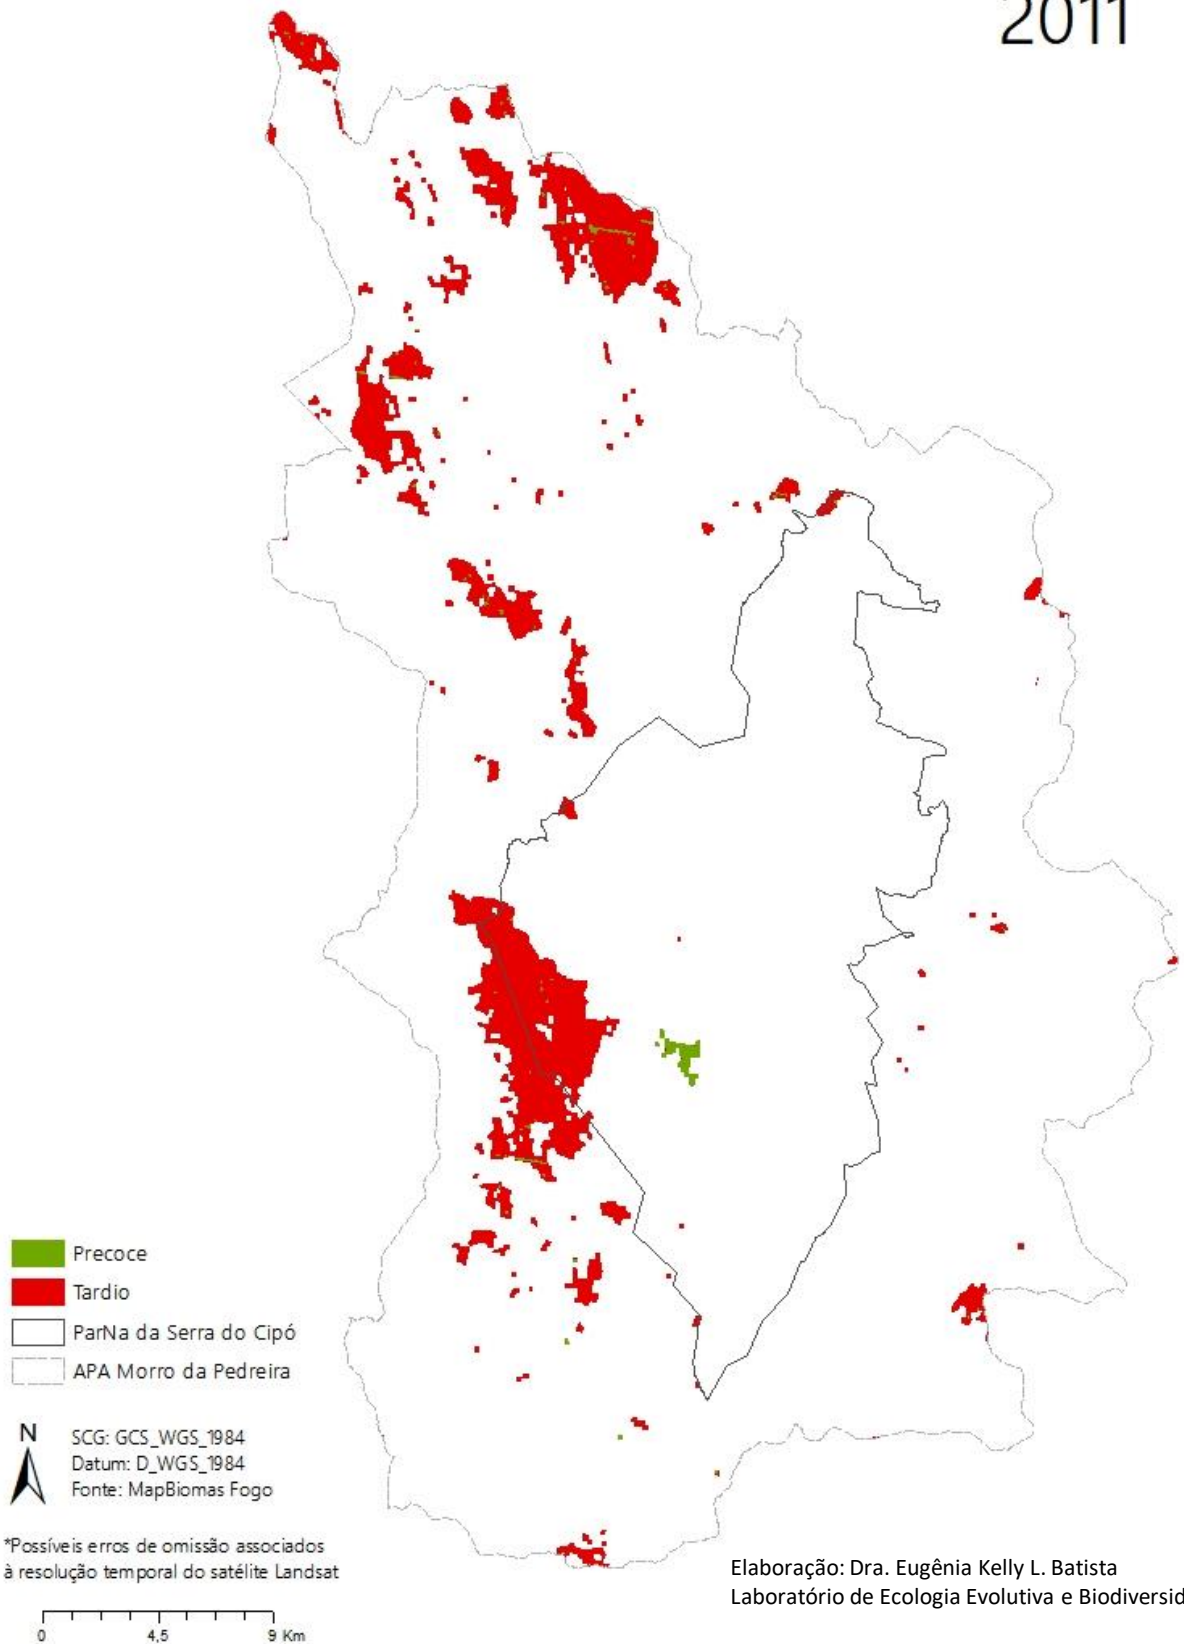 2011
Precoce
Tardio
ParNa da Serra do Cipó
APA Morro da Pedreira
N
SCG: GCS_WGS_1984
Datum: D_WGS_1984
Fonte: MapBiomas Fogo
*Possíveis erros de omissão associados
à resolução temporal do satélite Landsat
0 4,5 9 Km
Elaboração: Dra. Eugênia Kelly L. Batista
Laboratório de Ecologia Evolutiva e Biodiversid